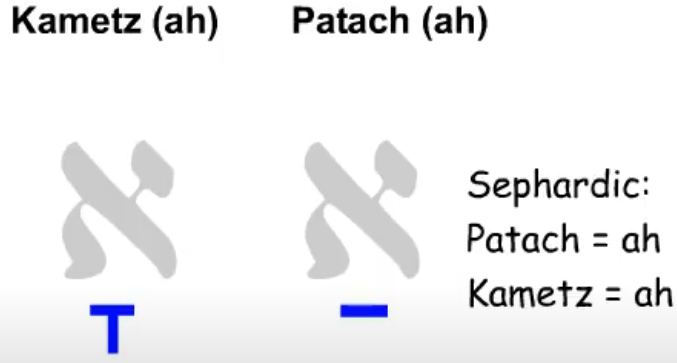 Kametz (ah) Patach (ah)
אָ אַ
Sephardic:
Patach = ah
Kametz = ah